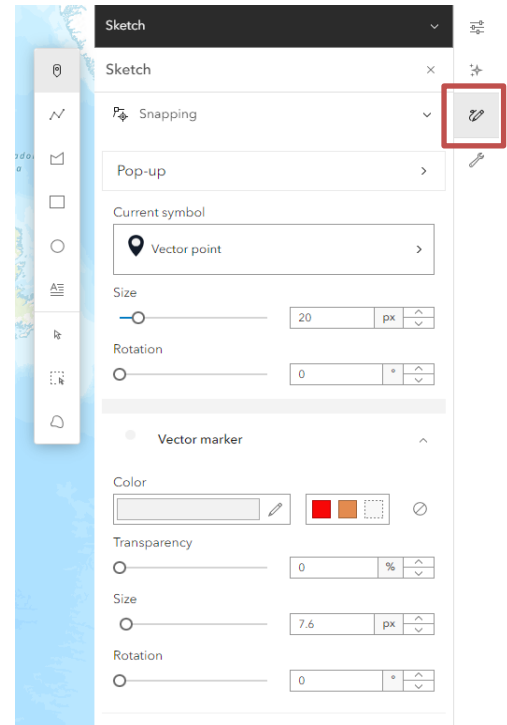 Sketch
Sketch
Snapping
Pop-up
Current symbol
Vector point
Size
20 px
Rotation
0 °
Vector marker
Color
Transparency
0 %
Size
7.6 px
Rotation
0 °